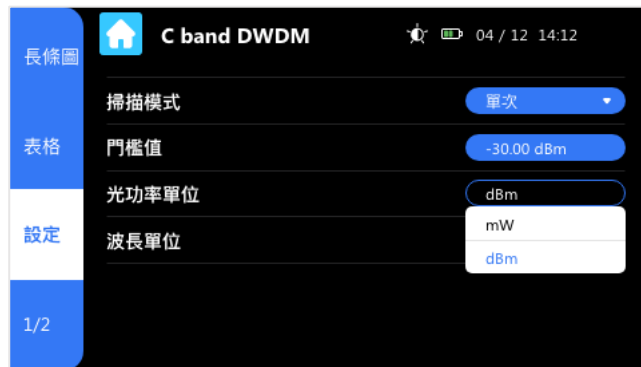 長條圖
表格
設定
1/2
C band DWDM
04 / 12 14:12
掃描模式
單次
門檻值
-30.00 dBm
光功率單位
dBm
mW
dBm
波長單位